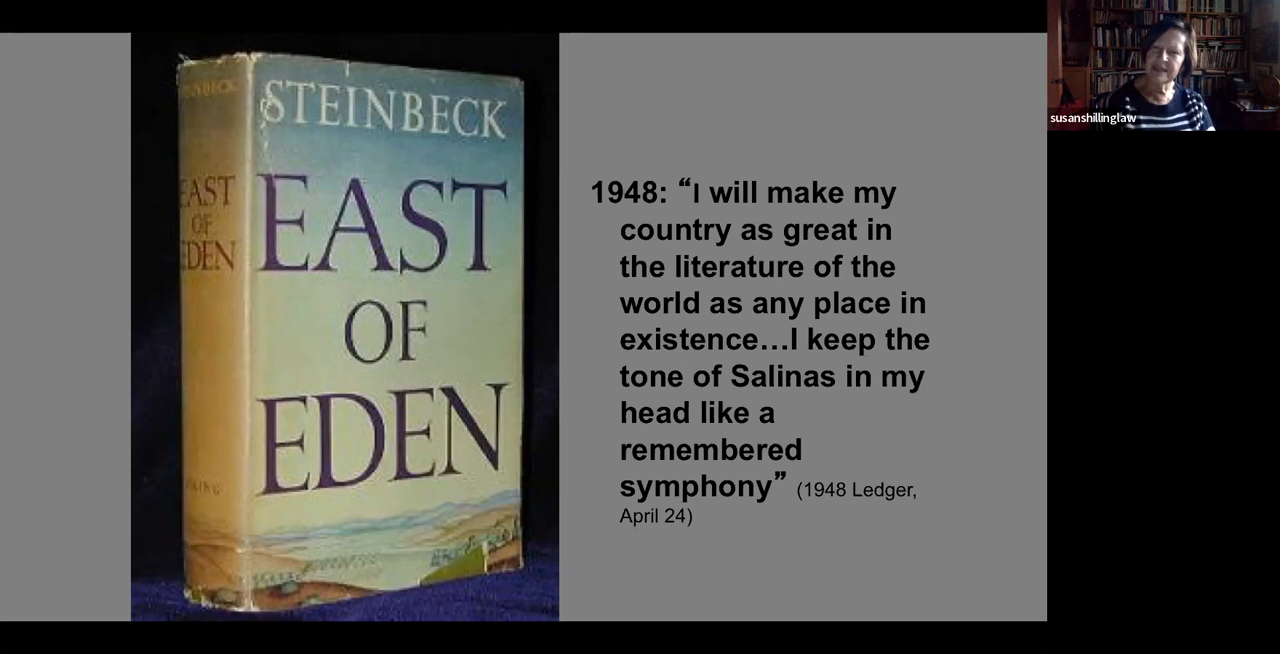 STEINBECK
EAST
OF
EDEN
STEINBECK
EAST
OF
EDEN
VIKING
1948: “I will make my
country as great in
the literature of the
world as any place in
existence…I keep the
tone of Salinas in my
head like a
remembered
symphony” (1948 Ledger,
April 24)
susanshillinglaw